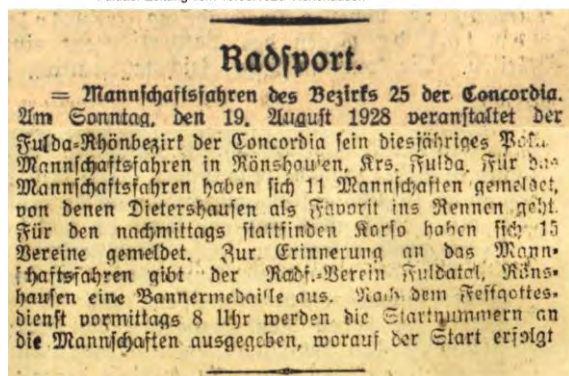 Radsport.
= Mannschaftsfahren des Bezirks 25 der Concordia.
Am Sonntag, den 19. August 1928 veranstaltet der
Fulda-Rhönbezirk der Concordia sein diesjähriges
Mannschaftsfahren in Rönshausen, Krs. Fulda. Für das
Mannschaftsfahren haben sich 11 Mannschaften gemeldet,
von denen Dietershausen als Favorit ins Rennen geht.
Für den nachmittags stattfinden Korso haben sich 15
Vereine gemeldet. Zur Erinnerung an das Mann-
schaftsfahren gibt der Radf.-Verein Fuldatal, Röns-
hausen eine Bannermedaille aus. Nach dem Festgottes-
dienst vormittags 8 Uhr werden die Startnummern an
die Mannschaften ausgegeben, worauf der Start erfolgt